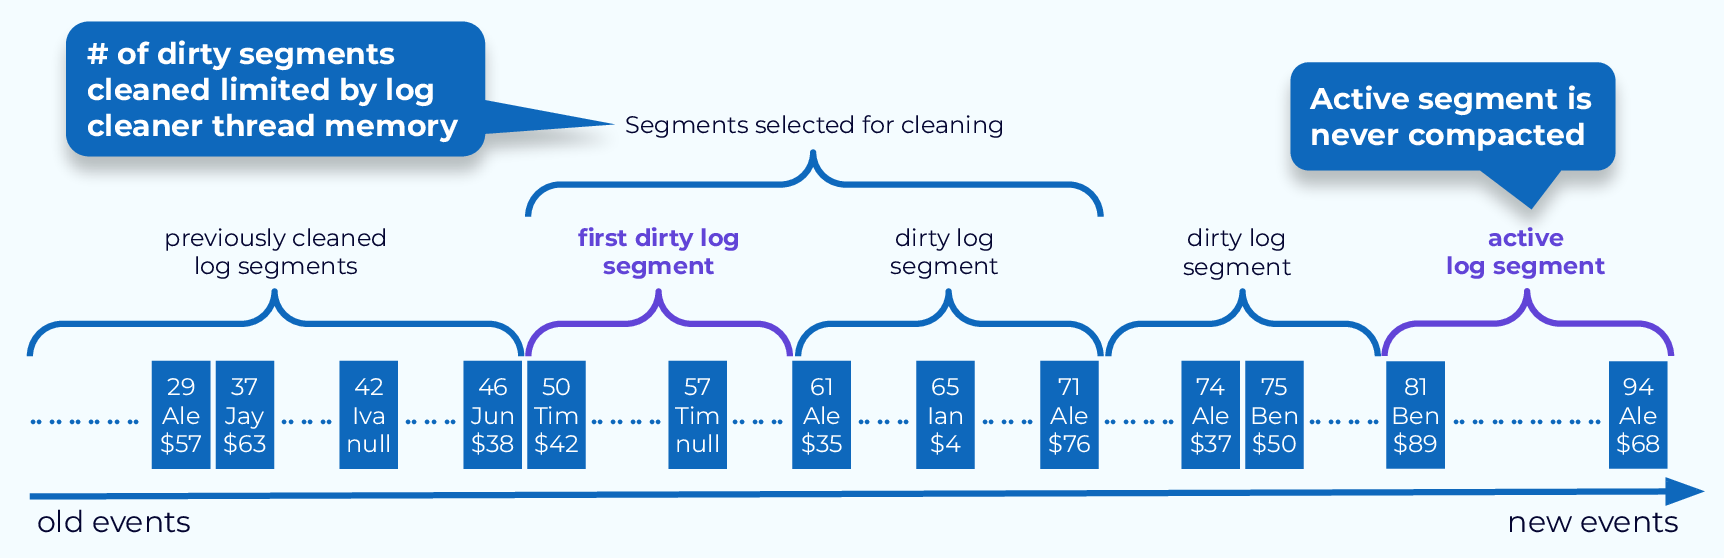 # of dirty segments
cleaned limited by log
cleaner thread memory
Active segment is
never compacted
Segments selected for cleaning
previously cleaned
log segments
first dirty log
segment
dirty log
segment
dirty log
segment
active
log segment
29
Ale
$57
37
Jay
$63
42
Iva
null
46
Jun
$38
50
Tim
$42
57
Tim
null
61
Ale
$35
65
Ian
$4
71
Ale
$76
74
Ale
$37
75
Ben
$50
81
Ben
$89
94
Ale
$68
old events
new events